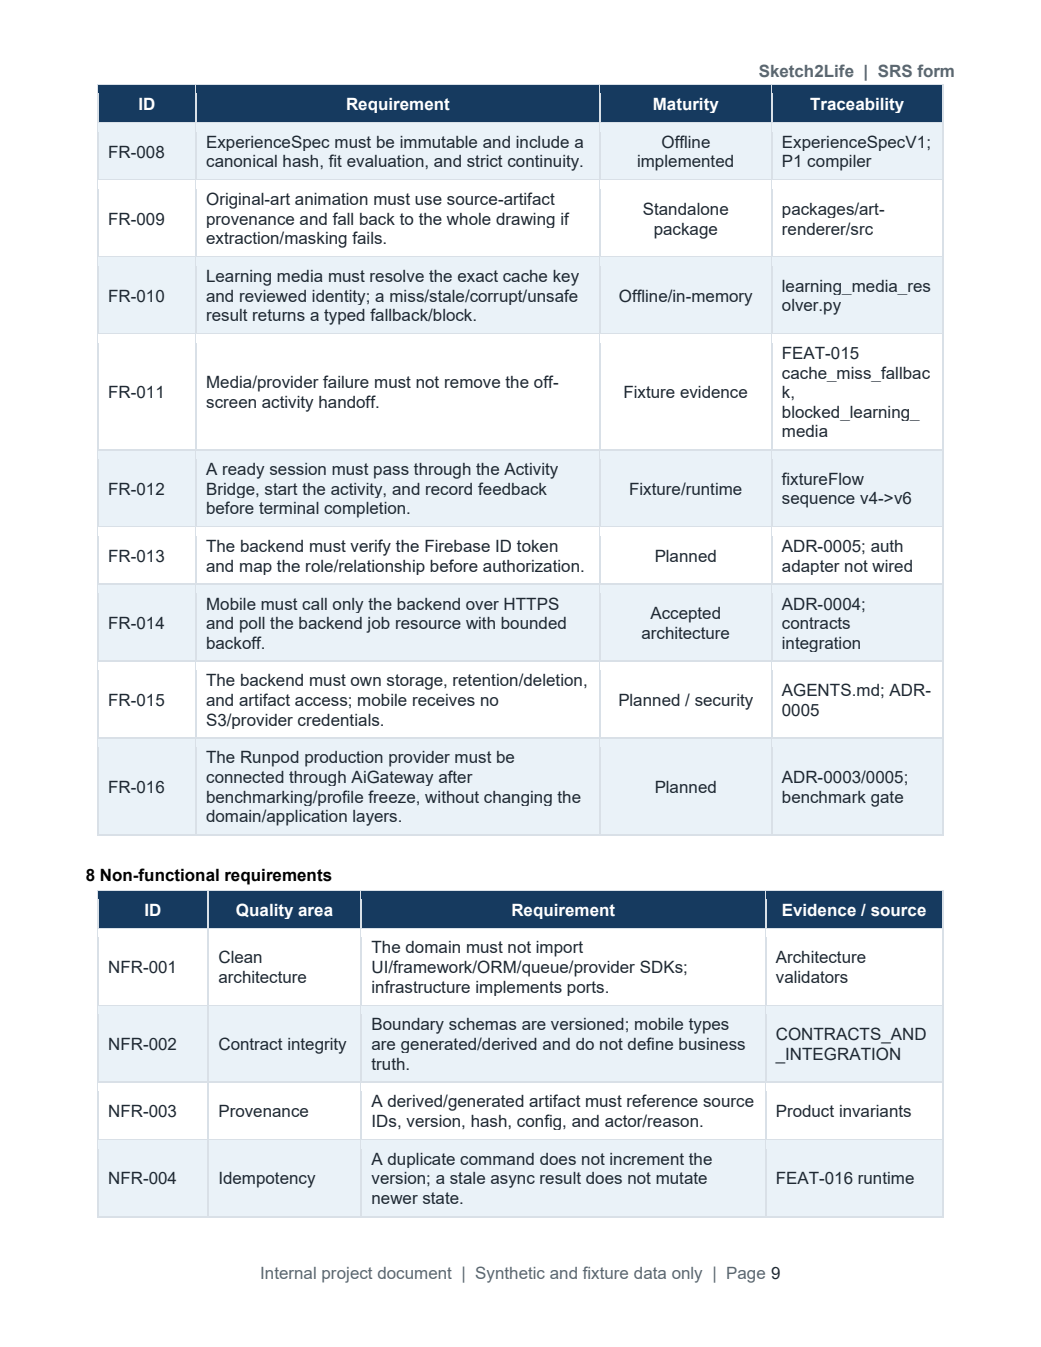 Sketch2Life | SRS form
ID Requirement Maturity Traceability
FR-008
ExperienceSpec must be immutable and include a
canonical hash, fit evaluation, and strict continuity.
Offline
implemented
ExperienceSpecV1;
P1 compiler
FR-009
Original-art animation must use source-artifact
provenance and fall back to the whole drawing if
extraction/masking fails.
Standalone
package
packages/art-
renderer/src
FR-010
Learning media must resolve the exact cache key
and reviewed identity; a miss/stale/corrupt/unsafe
result returns a typed fallback/block.
Offline/in-memory
learning_media_res
olver.py
FR-011
Media/provider failure must not remove the off-
screen activity handoff.
Fixture evidence
FEAT-015
cache_miss_fallbac
k,
blocked_learning_
media
FR-012
A ready session must pass through the Activity
Bridge, start the activity, and record feedback
before terminal completion.
Fixture/runtime
fixtureFlow
sequence v4->v6
FR-013
The backend must verify the Firebase ID token
and map the role/relationship before authorization.
Planned
ADR-0005; auth
adapter not wired
FR-014
Mobile must call only the backend over HTTPS
and poll the backend job resource with bounded
backoff.
Accepted
architecture
ADR-0004;
contracts
integration
FR-015
The backend must own storage, retention/deletion,
and artifact access; mobile receives no
S3/provider credentials.
Planned / security
AGENTS.md; ADR-
0005
FR-016
The Runpod production provider must be
connected through AiGateway after
benchmarking/profile freeze, without changing the
domain/application layers.
Planned
ADR-0003/0005;
benchmark gate
8 Non-functional requirements
ID Quality area Requirement Evidence / source
NFR-001
Clean
architecture
The domain must not import
UI/framework/ORM/queue/provider SDKs;
infrastructure implements ports.
Architecture
validators
NFR-002
Contract integrity
Boundary schemas are versioned; mobile types
are generated/derived and do not define business
truth.
CONTRACTS_AND
_INTEGRATION
NFR-003
Provenance
A derived/generated artifact must reference source
IDs, version, hash, config, and actor/reason.
Product invariants
NFR-004
Idempotency
A duplicate command does not increment the
version; a stale async result does not mutate
newer state.
FEAT-016 runtime
Internal project document | Synthetic and fixture data only | Page 9